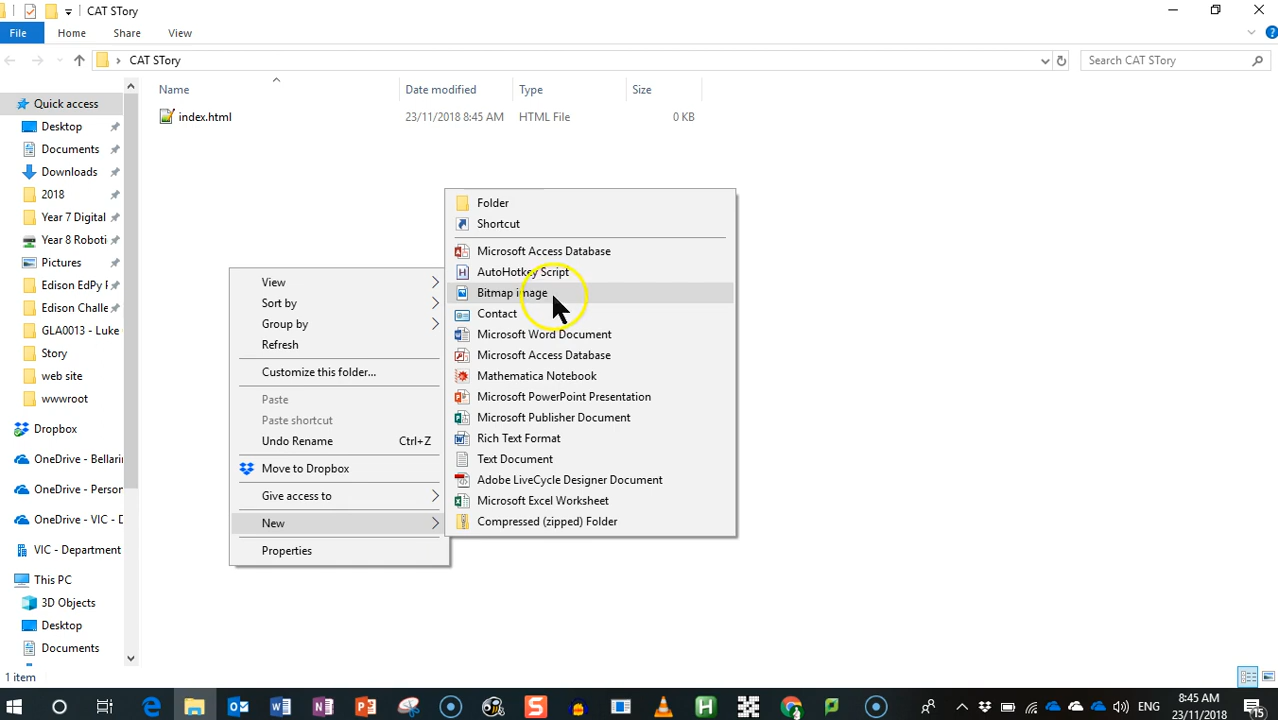 CAT STory
File Home Share View
CAT STory
Search CAT STory
Name Date modified Type Size
index.html 23/11/2018 8:45 AM HTML File 0 KB
Quick access
Desktop
Documents
Downloads
2018
Year 7 Digital
Year 8 Roboti
Pictures
Edison EdPy F
Edison Challe
GLA0013 - Luke
Story
web site
wwwroot
Dropbox
OneDrive - Bellarin
OneDrive - Person
OneDrive - VIC - D
VIC - Department
This PC
3D Objects
Desktop
Documents
View
Sort by
Group by
Refresh
Customize this folder...
Paste
Paste shortcut
Undo Rename Ctrl+Z
Move to Dropbox
Give access to
New
Properties
Folder
Shortcut
Microsoft Access Database
AutoHotkey Script
Bitmap image
Contact
Microsoft Word Document
Microsoft Access Database
Mathematica Notebook
Microsoft PowerPoint Presentation
Microsoft Publisher Document
Rich Text Format
Text Document
Adobe LiveCycle Designer Document
Microsoft Excel Worksheet
Compressed (zipped) Folder
1 item
ENG
8:45 AM
23/11/2018
15